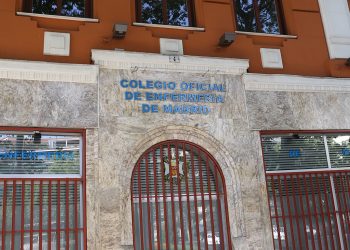 COLEGIO OFICIAL
DE ENFERMERÍA
DE MADRID